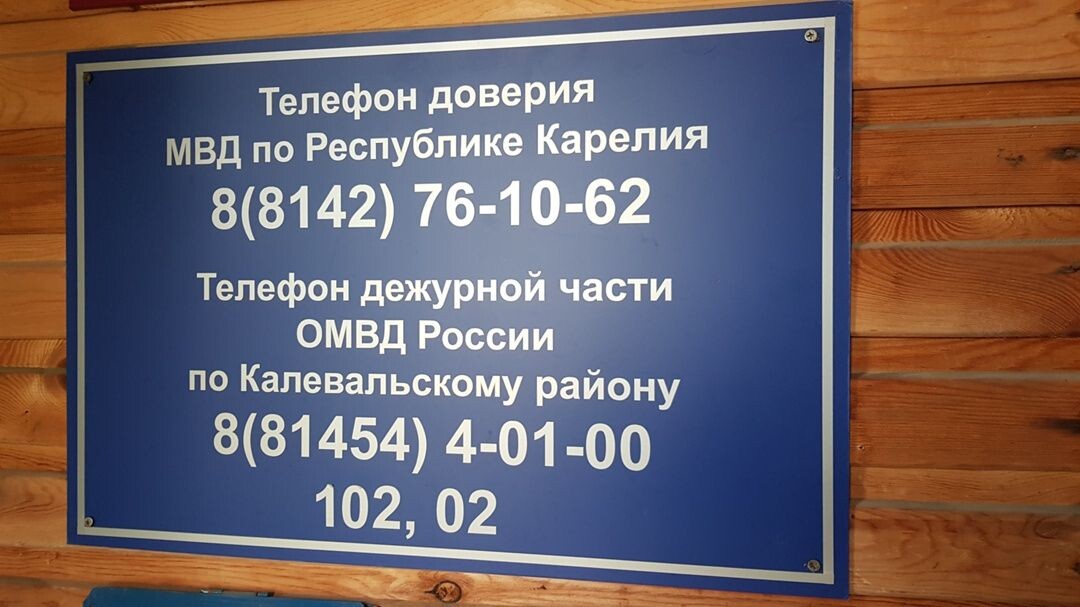 Телефон доверия
МВД по Республике Карелия
8(8142) 76-10-62
Телефон дежурной части
ОМВД России
по Калевальскому району
8(81454) 4-01-00
102, 02